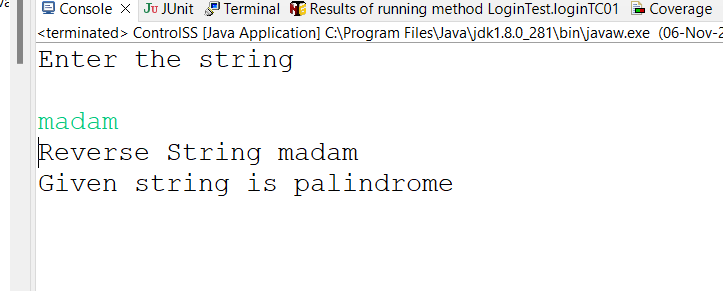 Console JUnit Terminal Results of running method LoginTest.loginTC01 Coverage
<terminated> ControlSS [Java Application] C:\Program Files\Java\jdk1.8.0_281\bin\javaw.exe (06-Nov-2
Enter the string
madam
Reverse String madam
Given string is palindrome